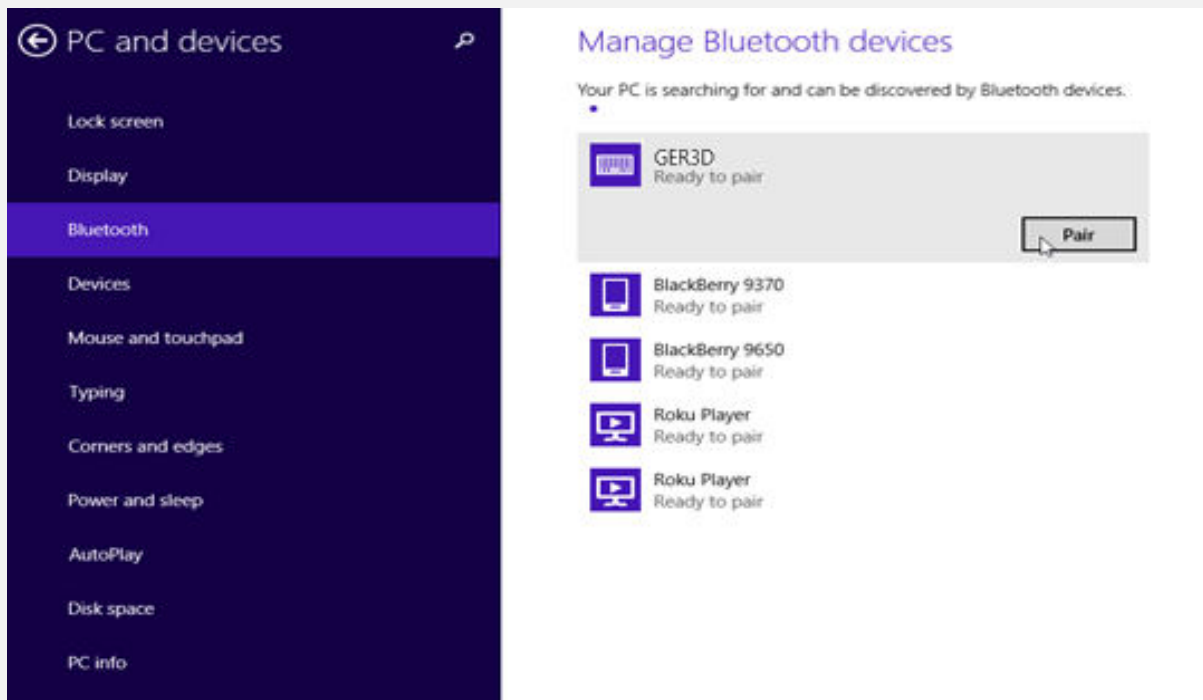 PC and devices
Lock screen
Display
Bluetooth
Devices
Mouse and touchpad
Typing
Corners and edges
Power and sleep
AutoPlay
Disk space
PC info
Manage Bluetooth devices
Your PC is searching for and can be discovered by Bluetooth devices.
GER3D
Ready to pair
Pair
BlackBerry 9370
Ready to pair
BlackBerry 9650
Ready to pair
Roku Player
Ready to pair
Roku Player
Ready to pair